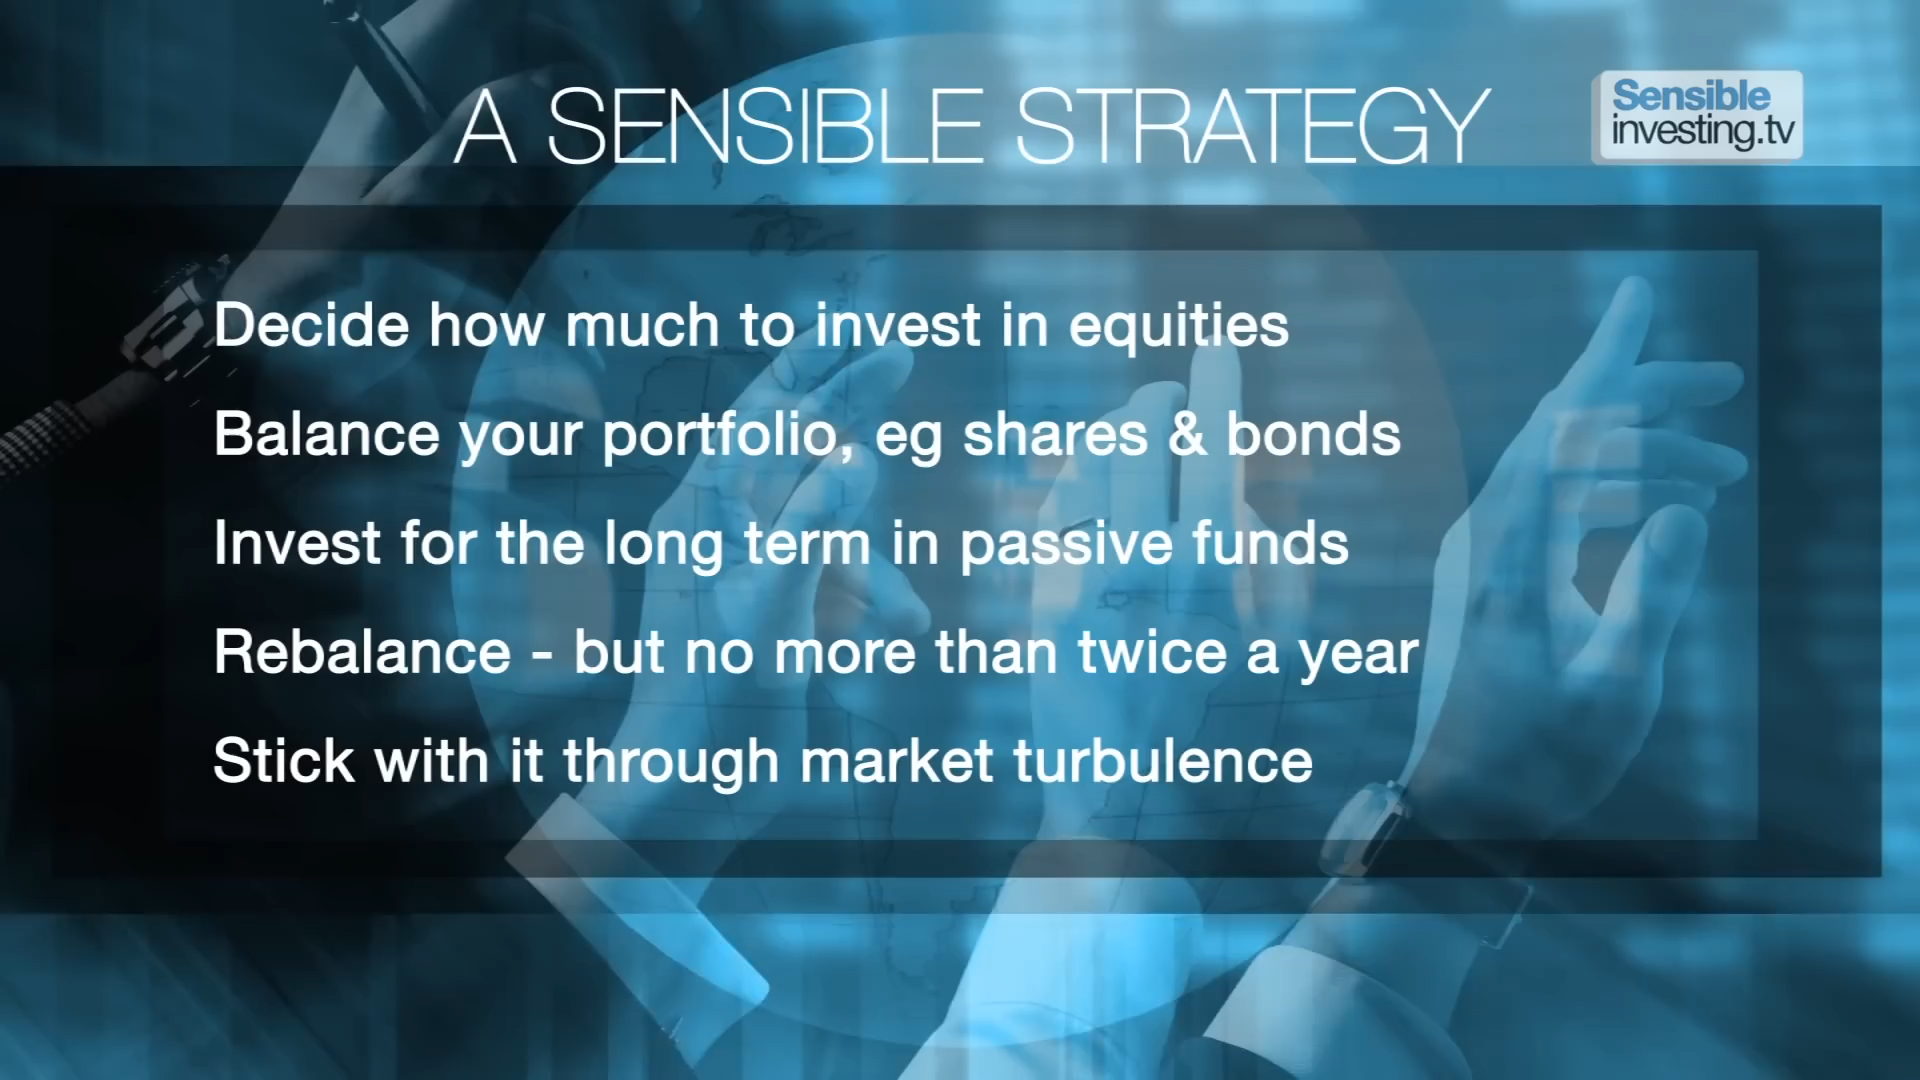 A SENSIBLE STRATEGY
Sensible
investing.tv
Decide how much to invest in equities
Balance your portfolio, eg shares & bonds
Invest for the long term in passive funds
Rebalance - but no more than twice a year
Stick with it through market turbulence